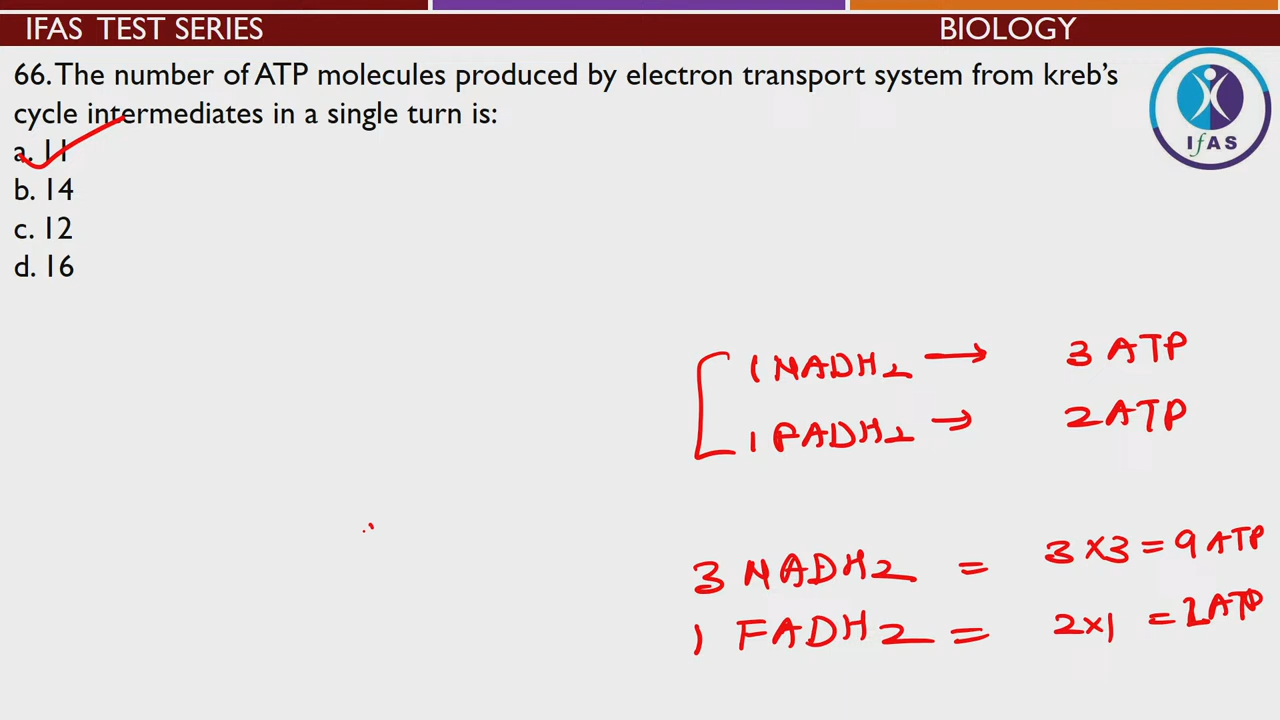 IFAS TEST SERIES BIOLOGY
66. The number of ATP molecules produced by electron transport system from kreb's
cycle intermediates in a single turn is:
a. 11
b. 14
c. 12
d. 16
IfAS
1 NADH2 → 3 ATP
1 FADH2 → 2 ATP
3 NADH2 = 3 × 3 = 9 ATP
1 FADH2 = 2 × 1 = 2 ATP